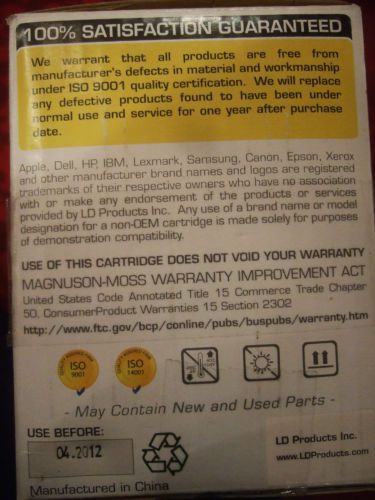 100% SATISFACTION GUARANTEED
We warrant that all products are free from
manufacturer's defects in material and workmanship
under ISO 9001 quality certification. We will replace
any defective products found to have been under
normal use and service for one year after purchase
date.
Apple, Dell, HP, IBM, Lexmark, Samsung, Canon, Epson, Xerox
and other manufacturer brand names and logos are registered
trademarks of their respective owners who have no association
with or make any endorsement of the products or services
provided by LD Products Inc. Any use of a brand name or model
designation for a non-OEM cartridge is made solely for purposes
of demonstration compatibility.
USE OF THIS CARTRIDGE DOES NOT VOID YOUR WARRANTY
MAGNUSON-MOSS WARRANTY IMPROVEMENT ACT
United States Code Annotated Title 15 Commerce Trade Chapter
50, ConsumerProduct Warranties 15 Section 2302
http://www.ftc.gov/bcp/conline/pubs/buspubs/warranty.htm
ISO
9001
ISO
14001
- May Contain New and Used Parts -
USE BEFORE:
04.2012
LD Products Inc.
www.LDProducts.com
Manufactured in China